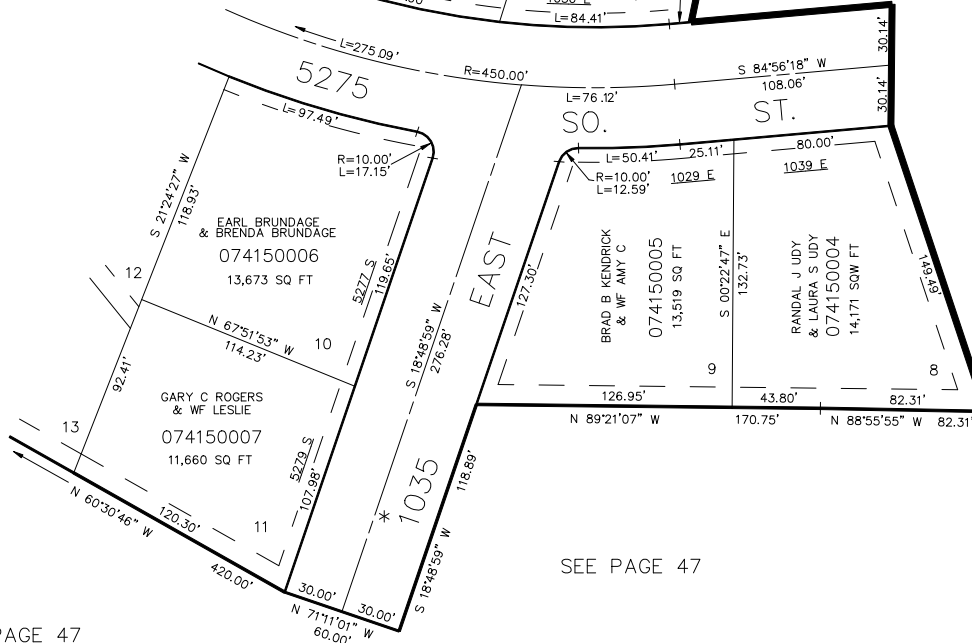 1036 E
L=84.41'
30.14'
L=275.09'
R=450.00'
S 84°56'18" W
5275
L=76.12'
108.06'
30.14'
L=97.49'
SO.
ST.
R=10.00'
L=17.15'
L=50.41'
25.11'
80.00'
R=10.00'
L=12.59'
1029 E
1039 E
S 21°24'27" W
118.93'
EARL BRUNDAGE
& BRENDA BRUNDAGE
074150006
13,673 SQ FT
5277 S
119.65'
EAST
127.30'
BRAD B KENDRICK
& WF AMY C
074150005
13,519 SQ FT
S 00°22'47" E
132.73'
RANDAL J UDY
& LAURA S UDY
074150004
14,171 SQW FT
149.49'
12
N 67°51'53" W
114.23'
10
S 18°48'59" W
276.28'
92.41'
9
8
GARY C ROGERS
& WF LESLIE
074150007
11,660 SQ FT
126.95'
43.80'
82.31'
N 89°21'07" W
170.75'
N 88°55'55" W
82.31'
13
5279 S
107.98'
118.89'
* 1035
N 60°30'46" W
120.30'
11
420.00'
S 18°48'59" W
SEE PAGE 47
30.00'
30.00'
N 71°11'01" W
60.00'
PAGE 47